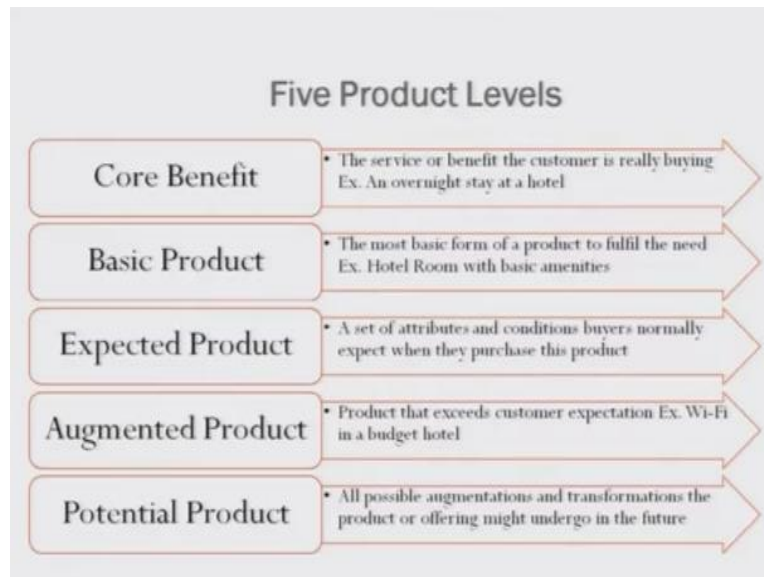 Five Product Levels
Core Benefit
• The service or benefit the customer is really buying
Ex. An overnight stay at a hotel
Basic Product
• The most basic form of a product to fulfil the need
Ex. Hotel Room with basic amenities
Expected Product
• A set of attributes and conditions buyers normally
expect when they purchase this product
Augmented Product
• Product that exceeds customer expectation Ex. Wi-Fi
in a budget hotel
Potential Product
• All possible augmentations and transformations the
product or offering might undergo in the future